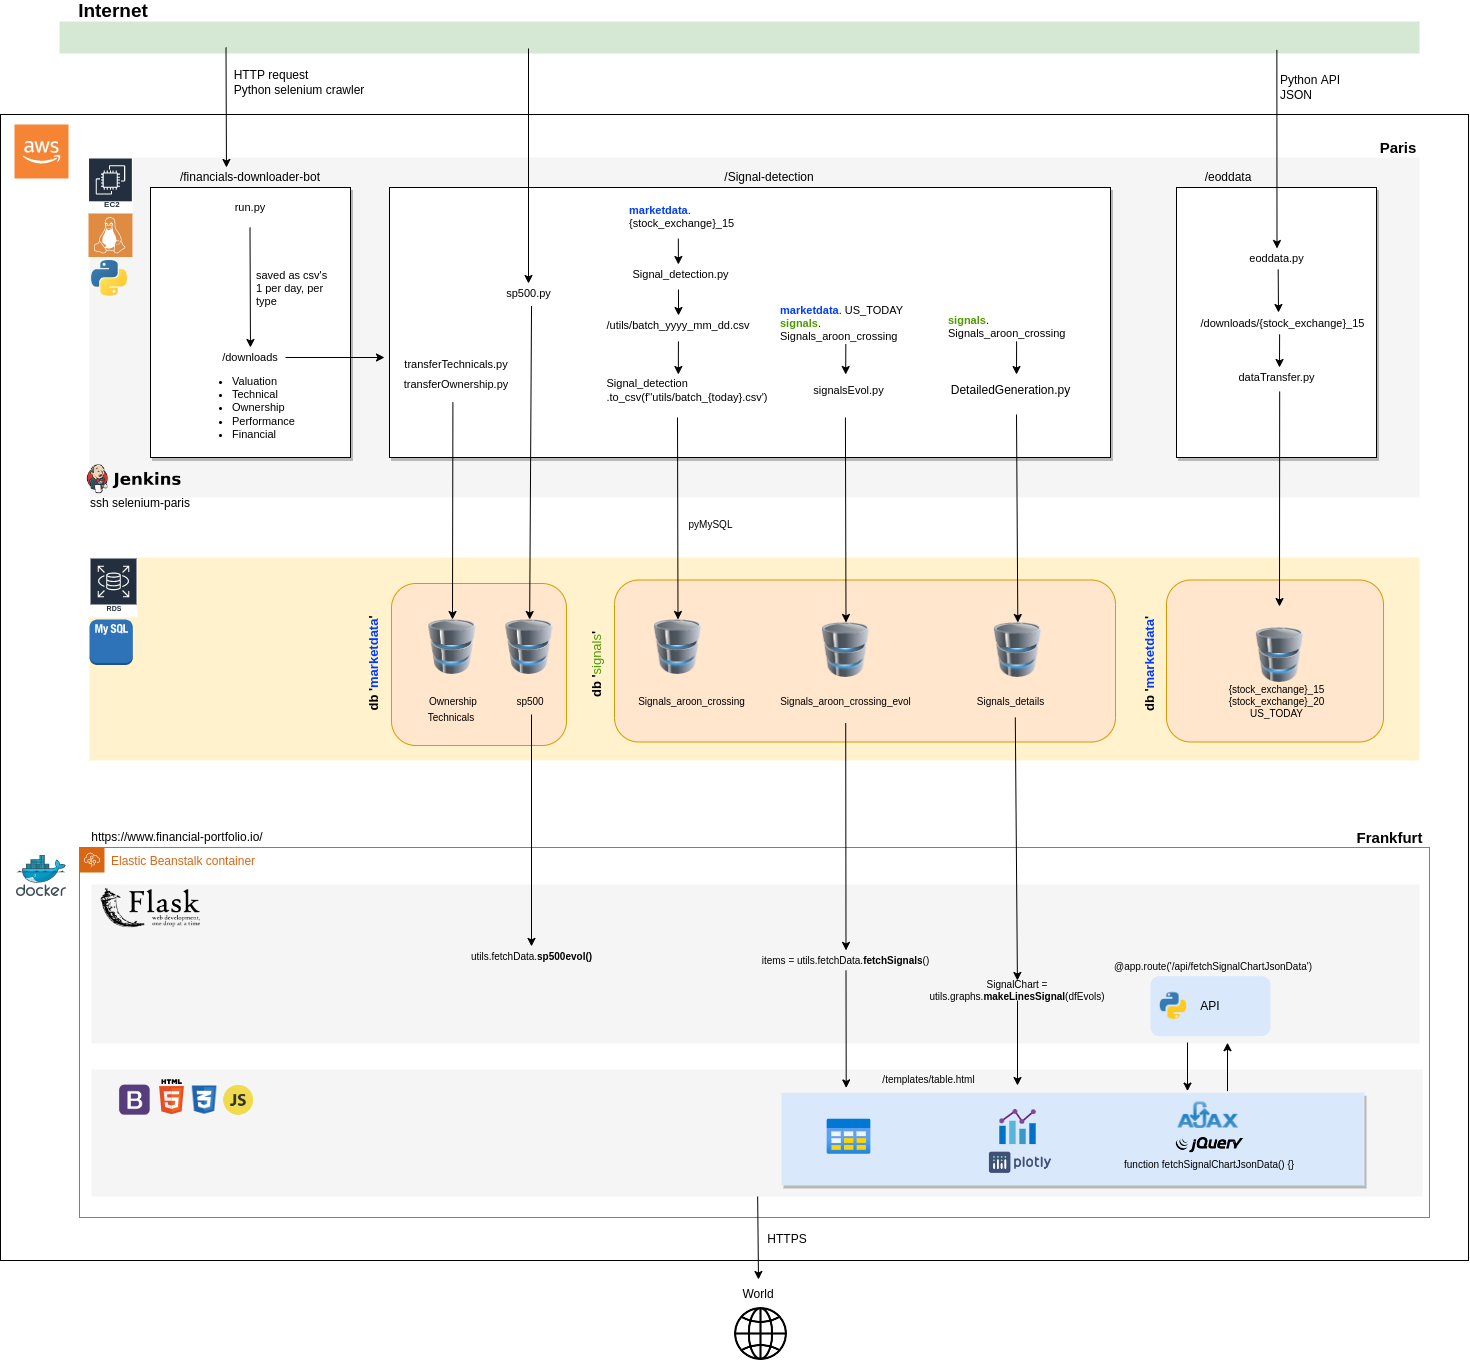 Internet
HTTP request
Python selenium crawler
Python API
JSON
aws
Paris
EC2
/financials-downloader-bot
/Signal-detection
/eoddata
run.py
saved as csv's
1 per day, per
type
/downloads
• Valuation
• Technical
• Ownership
• Performance
• Financial
sp500.py
transferTechnicals.py
transferOwnership.py
marketdata.
{stock_exchange}_15
Signal_detection.py
/utils/batch_yyyy_mm_dd.csv
Signal_detection
.to_csv(f"utils/batch_{today}.csv')
marketdata. US_TODAY
signals.
Signals_aroon_crossing
signalsEvol.py
signals.
Signals_aroon_crossing
DetailedGeneration.py
eoddata.py
/downloads/{stock_exchange}_15
dataTransfer.py
Jenkins
ssh selenium-paris
pyMySQL
RDS
My SQL
db 'marketdata'
Ownership
Technicals
sp500
db 'signals'
Signals_aroon_crossing
Signals_aroon_crossing_evol
Signals_details
db 'marketdata'
{stock_exchange}_15
{stock_exchange}_20
US_TODAY
https://www.financial-portfolio.io/
Frankfurt
docker
Elastic Beanstalk container
Flask
web development,
one drop at a time
utils.fetchData.sp500evol()
items = utils.fetchData.fetchSignals()
SignalChart =
utils.graphs.makeLinesSignal(dfEvols)
@app.route('/api/fetchSignalChartJsonData')
API
B
HTML
5
3
JS
/templates/table.html
plotly
AJAX
jQuery
function fetchSignalChartJsonData() {}
HTTPS
World